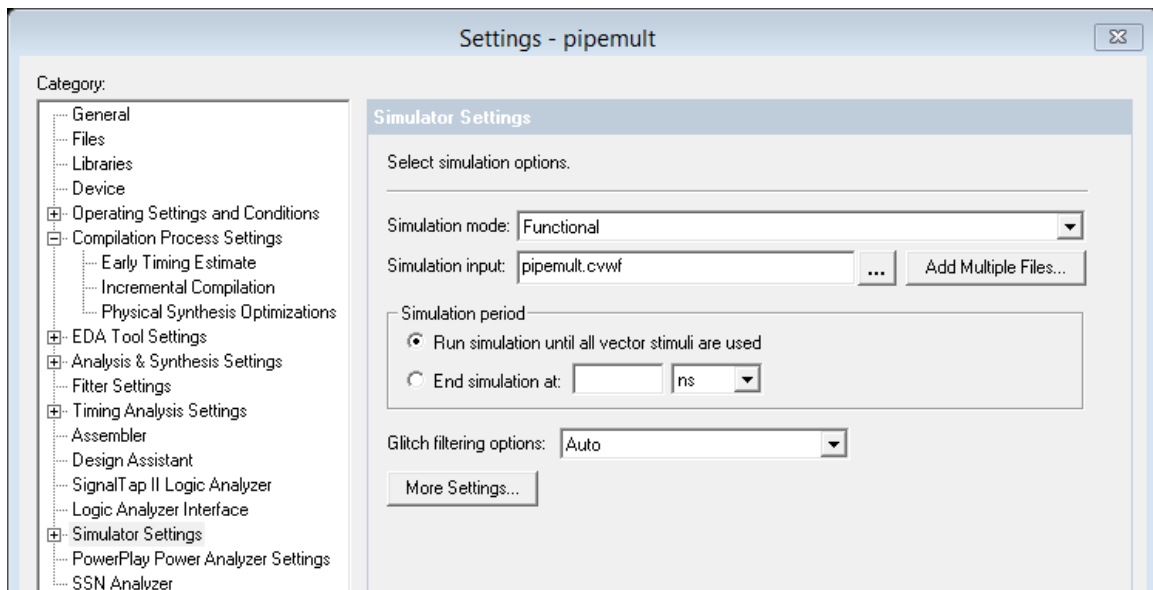 Settings - pipemult
Category:
General
Files
Libraries
Device
Operating Settings and Conditions
Compilation Process Settings
Early Timing Estimate
Incremental Compilation
Physical Synthesis Optimizations
EDA Tool Settings
Analysis & Synthesis Settings
Fitter Settings
Timing Analysis Settings
Assembler
Design Assistant
SignalTap II Logic Analyzer
Logic Analyzer Interface
Simulator Settings
PowerPlay Power Analyzer Settings
SSN Analyzer
Simulator Settings
Select simulation options.
Simulation mode: Functional
Simulation input: pipemult.cvwf ... Add Multiple Files...
Simulation period
Run simulation until all vector stimuli are used
End simulation at: ns
Glitch filtering options: Auto
More Settings...